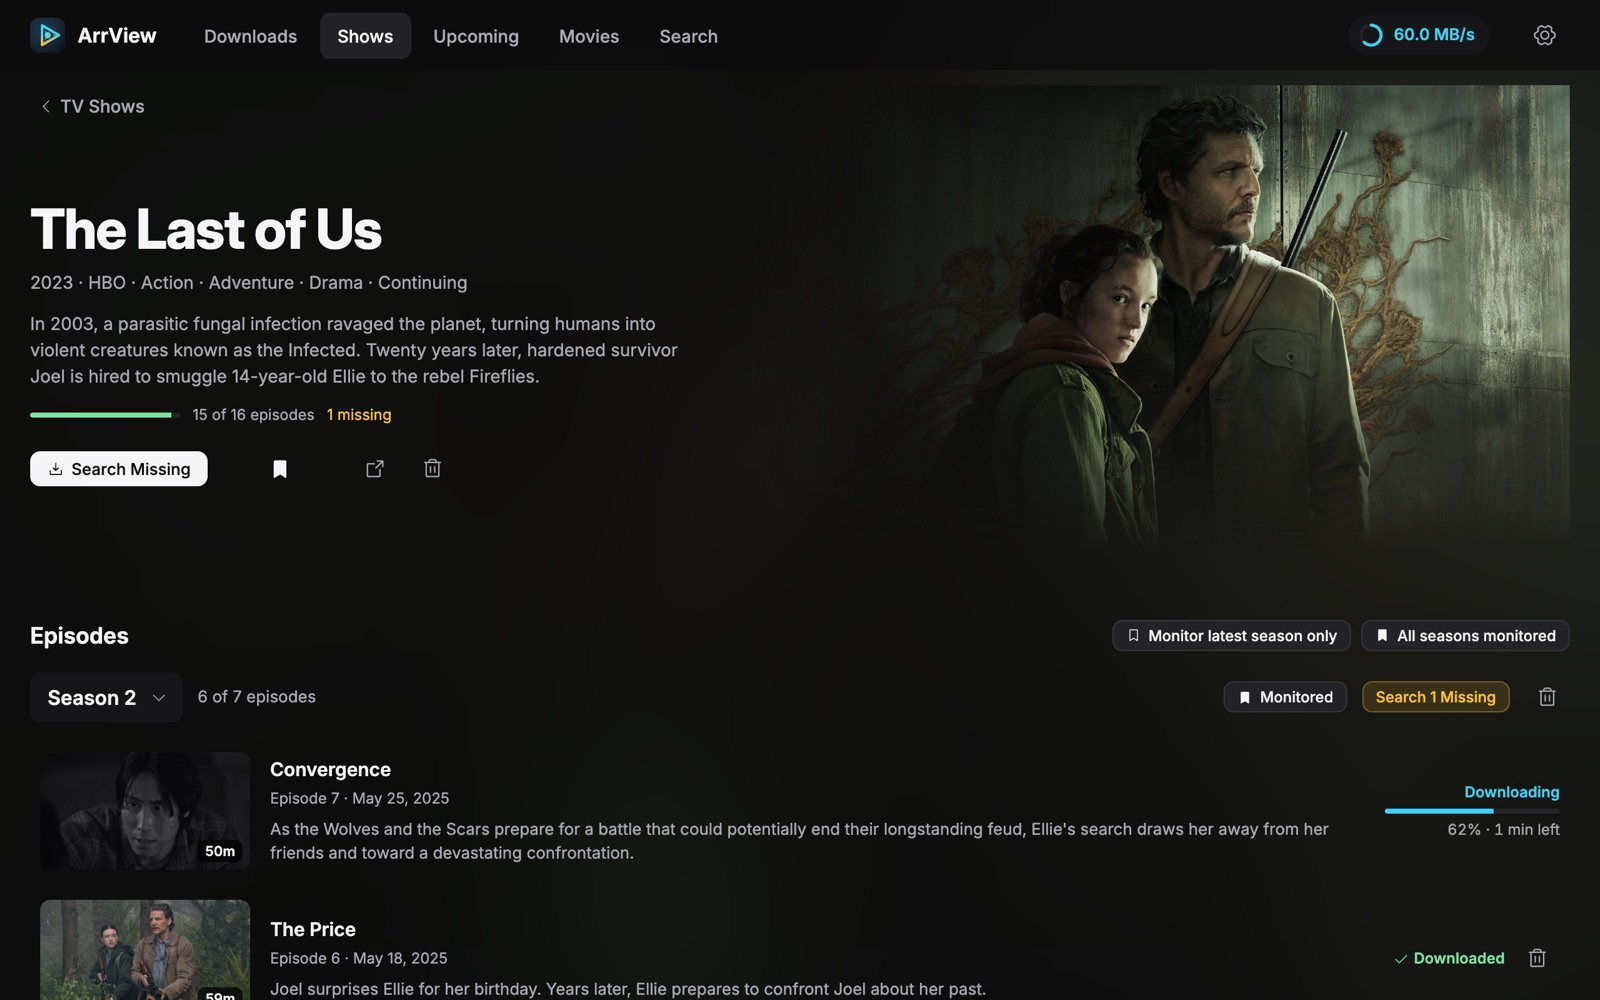 ArrView
Downloads
Shows
Upcoming
Movies
Search
60.0 MB/s
TV Shows
The Last of Us
2023 · HBO · Action · Adventure · Drama · Continuing
In 2003, a parasitic fungal infection ravaged the planet, turning humans into
violent creatures known as the Infected. Twenty years later, hardened survivor
Joel is hired to smuggle 14-year-old Ellie to the rebel Fireflies.
15 of 16 episodes 1 missing
Search Missing
Episodes
Monitor latest season only
All seasons monitored
Season 2
6 of 7 episodes
Monitored
Search 1 Missing
50m
Convergence
Episode 7 · May 25, 2025
As the Wolves and the Scars prepare for a battle that could potentially end their longstanding feud, Ellie's search draws her away from her
friends and toward a devastating confrontation.
Downloading
62% · 1 min left
59m
The Price
Episode 6 · May 18, 2025
Joel surprises Ellie for her birthday. Years later, Ellie prepares to confront Joel about her past.
Downloaded